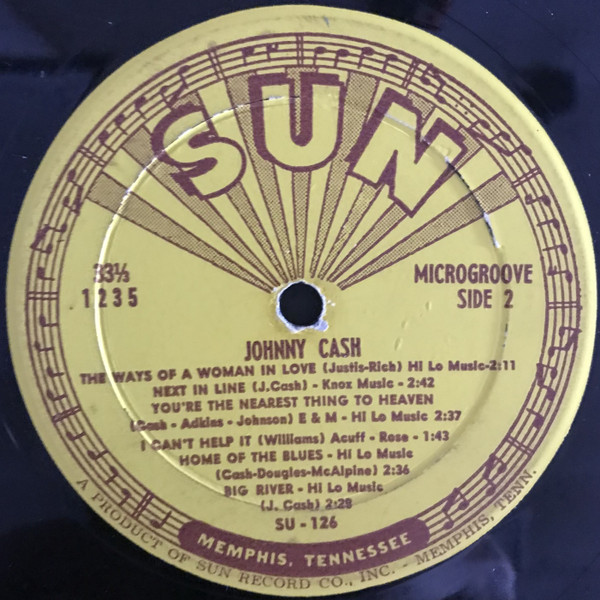 SUN
33⅓
1235
MICROGROOVE
SIDE 2
JOHNNY CASH
THE WAYS OF A WOMAN IN LOVE (Justis-Rich) Hi Lo Music-2:11
NEXT IN LINE (J.Cash) - Knox Music - 2:42
YOU'RE THE NEAREST THING TO HEAVEN
(Cash - Adkins - Johnson) E & M - Hi Lo Music 2:37
I CAN'T HELP IT (Williams) Acuff - Rose - 1:43
HOME OF THE BLUES - Hi Lo Music
(Cash-Douglas-McAlpine) 2:36
BIG RIVER - Hi Lo Music
(J. Cash) 2:28
SU - 126
MEMPHIS, TENNESSEE
A PRODUCT OF SUN RECORD CO., INC. - MEMPHIS, TENN.